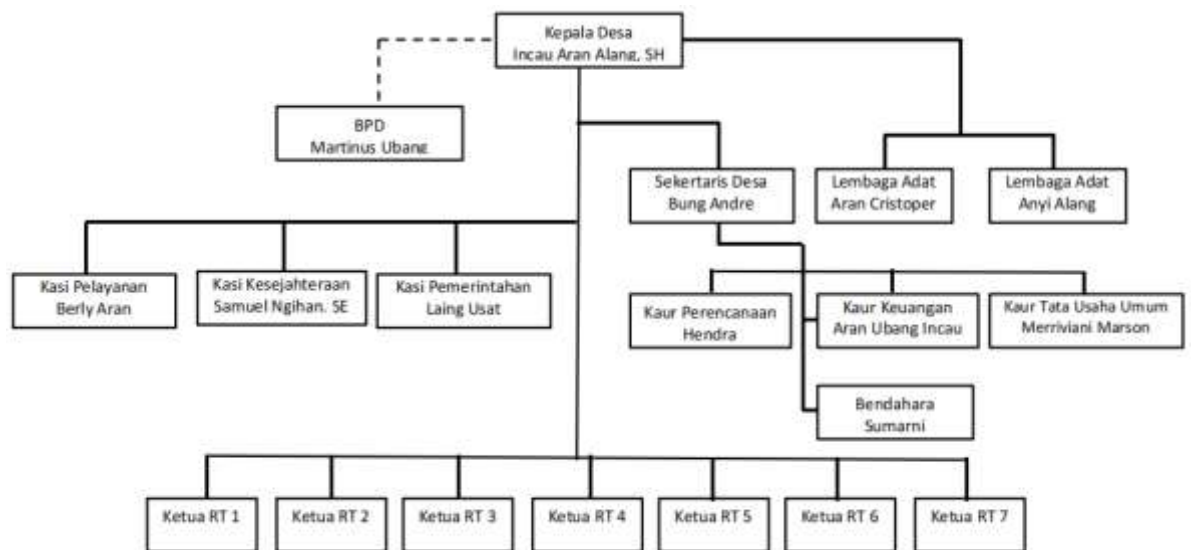 Kepala Desa
Incau Aran Alang, SH
BPD
Martinus Ubang
Sekertaris Desa
Bung Andre
Lembaga Adat
Aran Cristoper
Lembaga Adat
Anyi Alang
Kasi Pelayanan
Berly Aran
Kasi Kesejahteraan
Samuel Ngihan. SE
Kasi Pemerintahan
Laing Usat
Kaur Perencanaan
Hendra
Kaur Keuangan
Aran Ubang Incau
Kaur Tata Usaha Umum
Merriviani Marson
Bendahara
Sumarni
Ketua RT 1
Ketua RT 2
Ketua RT 3
Ketua RT 4
Ketua RT 5
Ketua RT 6
Ketua RT 7